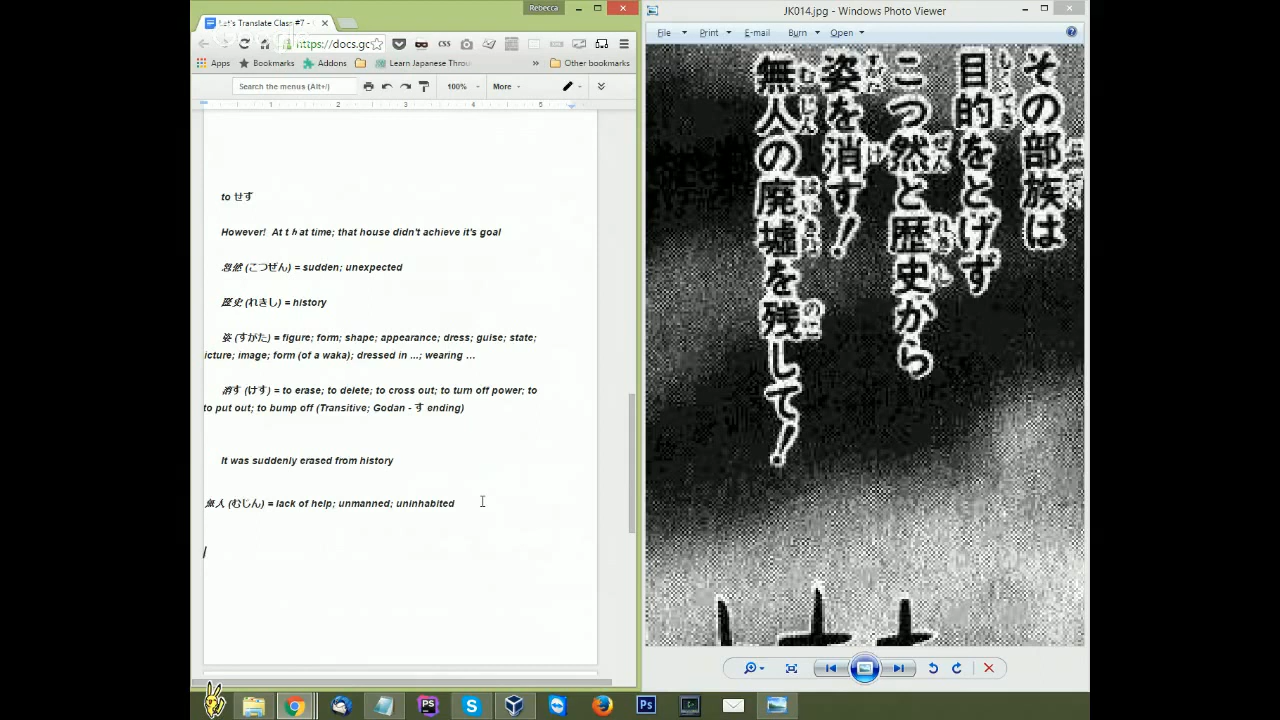 Rebecca
Let's Translate Class #7 -
https://docs.gc
Apps
Bookmarks
Addons
Learn Japanese Throu
Other bookmarks
Search the menus (Alt+/)
100%
More
1 2 3 4 5
to せす
However! At t h at time; that house didn't achieve it's goal
忽然 (こつぜん) = sudden; unexpected
歴史 (れきし) = history
姿 (すがた) = figure; form; shape; appearance; dress; guise; state;
icture; image; form (of a waka); dressed in ...; wearing …
消す (けす) = to erase; to delete; to cross out; to turn off power; to
to put out; to bump off (Transitive; Godan - す ending)
It was suddenly erased from history
無人 (むじん) = lack of help; unmanned; uninhabited
JK014.jpg - Windows Photo Viewer
File
Print
E-mail
Burn
Open
その部族は
目的をとげず
こつ然と歴史から
姿を消す!
無人の廃墟を残して!